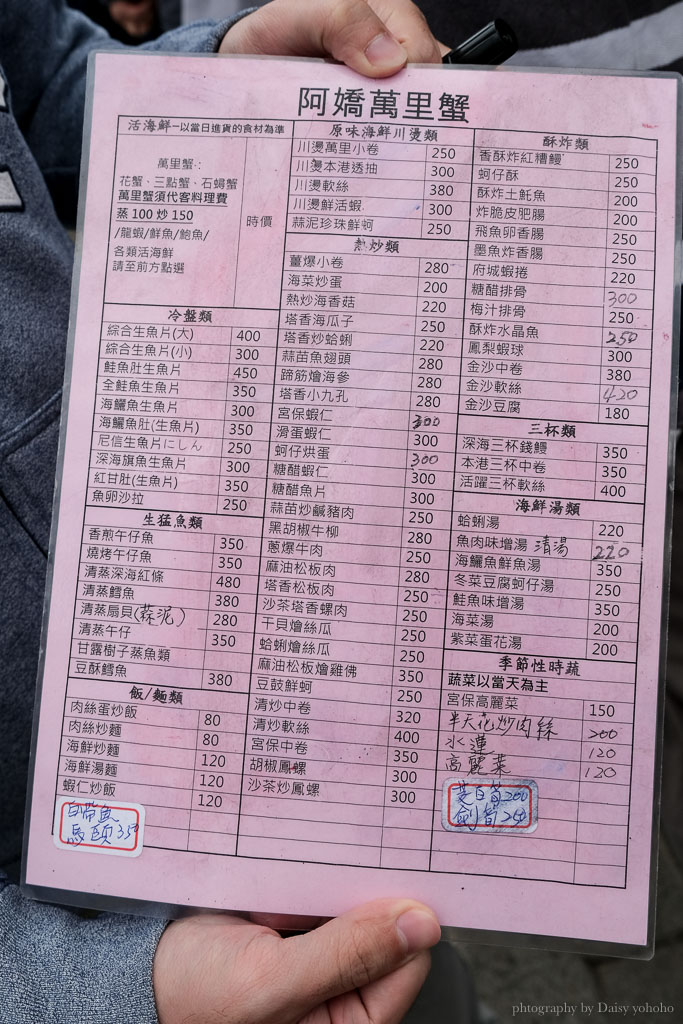 阿嬌萬里蟹
活海鮮─以當日進貨的食材為準
萬里蟹:
花蟹、三點蟹、石蟳蟹
萬里蟹須代客料理費
蒸 100 炒 150
/龍蝦/鮮魚/鮑魚/
各類活海鮮
請至前方點選
時價
冷盤類
綜合生魚片(大) 400
綜合生魚片(小) 300
鮭魚肚生魚片 450
全鮭魚生魚片 350
海鱺魚生魚片 300
海鱺魚肚(生魚片) 350
尼信生魚片にしん 250
深海旗魚生魚片 300
紅甘肚(生魚片) 350
魚卵沙拉 250
生猛魚類
香煎午仔魚 350
燒烤午仔魚 350
清蒸深海紅條 480
清蒸鱈魚 380
清蒸扇貝(蒜泥) 280
清蒸午仔 350
甘露樹子蒸魚類
豆酥鱈魚 380
飯/麵類
肉絲蛋炒飯 80
肉絲炒麵 80
海鮮炒麵 120
海鮮湯麵 120
蝦仁炒飯 120
白帶魚
馬頭 350
原味海鮮川燙類
川燙萬里小卷 250
川燙本港透抽 300
川燙軟絲 380
川燙鮮活蝦 300
蒜泥珍珠鮮蚵 250
熱炒類
薑爆小卷 280
海菜炒蛋 200
熱炒海香菇 220
塔香海瓜子 250
塔香炒蛤蜊 220
蒜苗魚翅頭 280
蹄筋燴海參 280
塔香小九孔 280
宮保蝦仁 300
滑蛋蝦仁 300
蚵仔烘蛋 300
糖醋蝦仁 300
糖醋魚片 300
蒜苗炒鹹豬肉 250
黑胡椒牛柳 280
蔥爆牛肉 250
麻油松板肉 280
塔香松板肉 250
沙茶塔香螺肉 250
干貝燴絲瓜 250
蛤蜊燴絲瓜 250
麻油松板燴雞佛 350
豆鼓鮮蚵 250
清炒中卷 320
清炒軟絲 400
宮保中卷 350
胡椒鳳螺 300
沙茶炒鳳螺 300
酥炸類
香酥炸紅糟鰻 250
蚵仔酥 250
酥炸土魠魚 200
炸脆皮肥腸 200
飛魚卵香腸 250
墨魚炸香腸 250
府城蝦捲 220
糖醋排骨 300
梅汁排骨 250
酥炸水晶魚 250
鳳梨蝦球 300
金沙中卷 380
金沙軟絲 420
金沙豆腐 180
三杯類
深海三杯錢鰻 350
本港三杯中卷 350
活躍三杯軟絲 400
海鮮湯類
蛤蜊湯 220
魚肉味增湯 清湯 220
海鱺魚鮮魚湯 350
冬菜豆腐蚵仔湯 250
鮭魚味增湯 350
海菜湯 200
紫菜蛋花湯 200
季節性時蔬
蔬菜以當天為主
宮保高麗菜 150
半天花炒肉絲 200
水蓮 120
高麗菜 120
茭白筍 200
劍筍 250
photography by Daisy yohoho